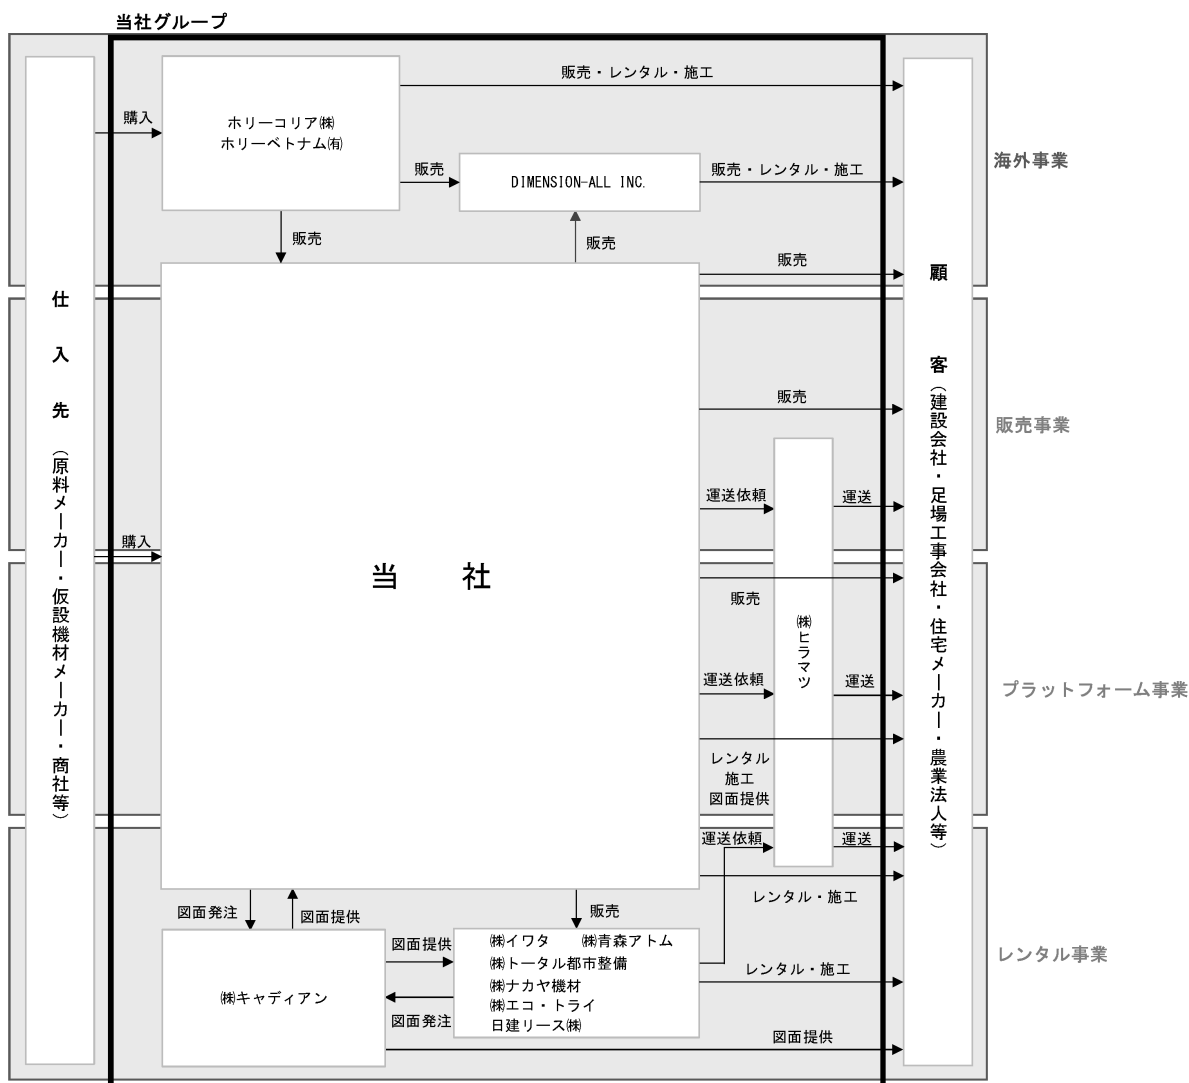 当社グループ
販売・レンタル・施工
購入
ホリーコリア㈱
ホリーベトナム㈲
海外事業
販売
DIMENSION-ALL INC.
販売・レンタル・施工
販売
販売
販売
仕入先（原料メーカー・仮設機材メーカー・商社等）
顧客（建設会社・足場工事会社・住宅メーカー・農業法人等）
販売
販売事業
運送依頼
運送
購入
当社
販売
㈱ヒラマツ
運送依頼
運送
プラットフォーム事業
レンタル
施工
図面提供
運送依頼
運送
レンタル・施工
図面発注
図面提供
販売
図面提供
㈱イワタ　㈱青森アトム
㈱トータル都市整備
㈱ナカヤ機材
㈱エコ・トライ
日建リース㈱
レンタル・施工
レンタル事業
㈱キャディアン
図面発注
図面提供